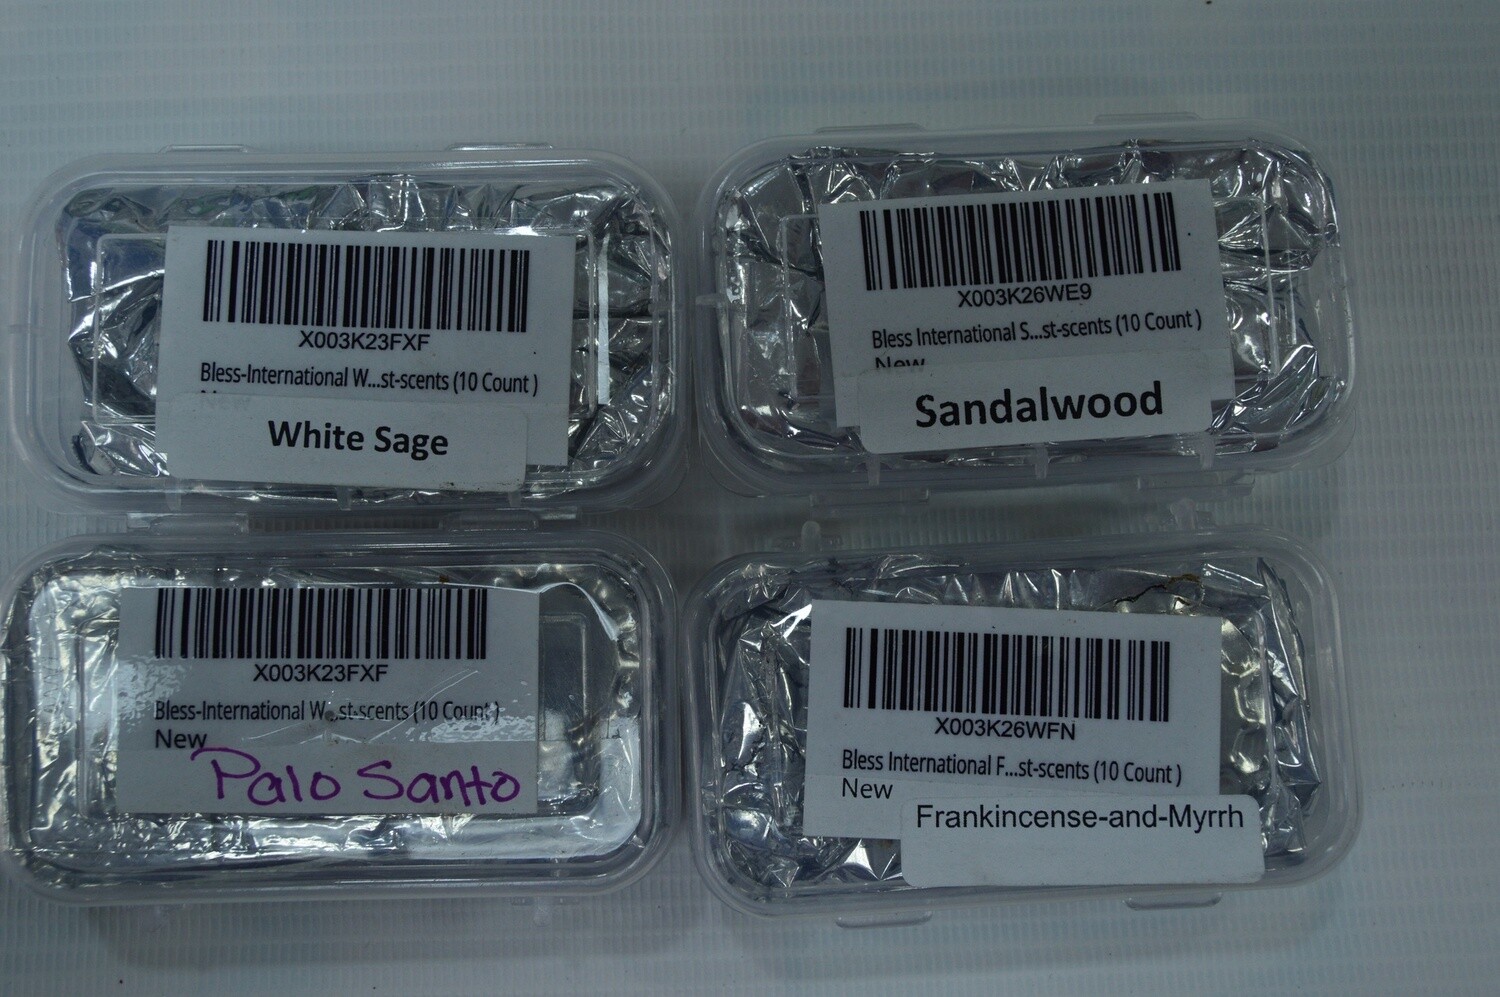 X003K23FXF
Bless-International W...st-scents (10 Count )
White Sage
X003K26WE9
Bless International S...st-scents (10 Count )
New
Sandalwood
X003K23FXF
Bless-International W...st-scents (10 Count )
New
Palo Santo
X003K26WFN
Bless International F...st-scents (10 Count )
New
Frankincense-and-Myrrh